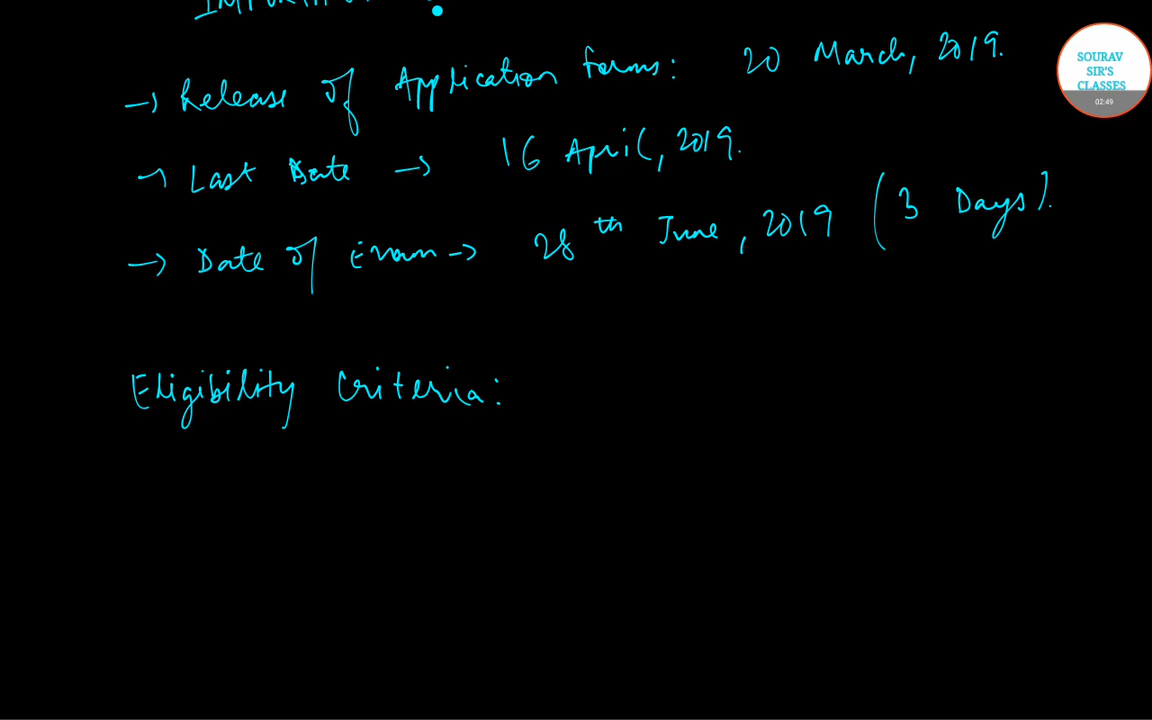 → Release of Application forms: 20 March, 2019.
→ Last Date → 16 April, 2019.
→ Date of Exam → 28th June, 2019 (3 Days).
Eligibility Criteria:
SOURAV
SIR'S
CLASSES
02:49